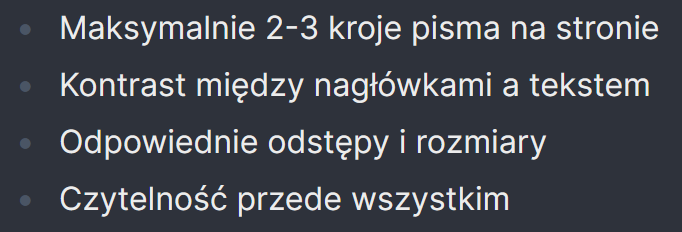 Maksymalnie 2-3 kroje pisma na stronie
Kontrast między nagłówkami a tekstem
Odpowiednie odstępy i rozmiary
Czytelność przede wszystkim